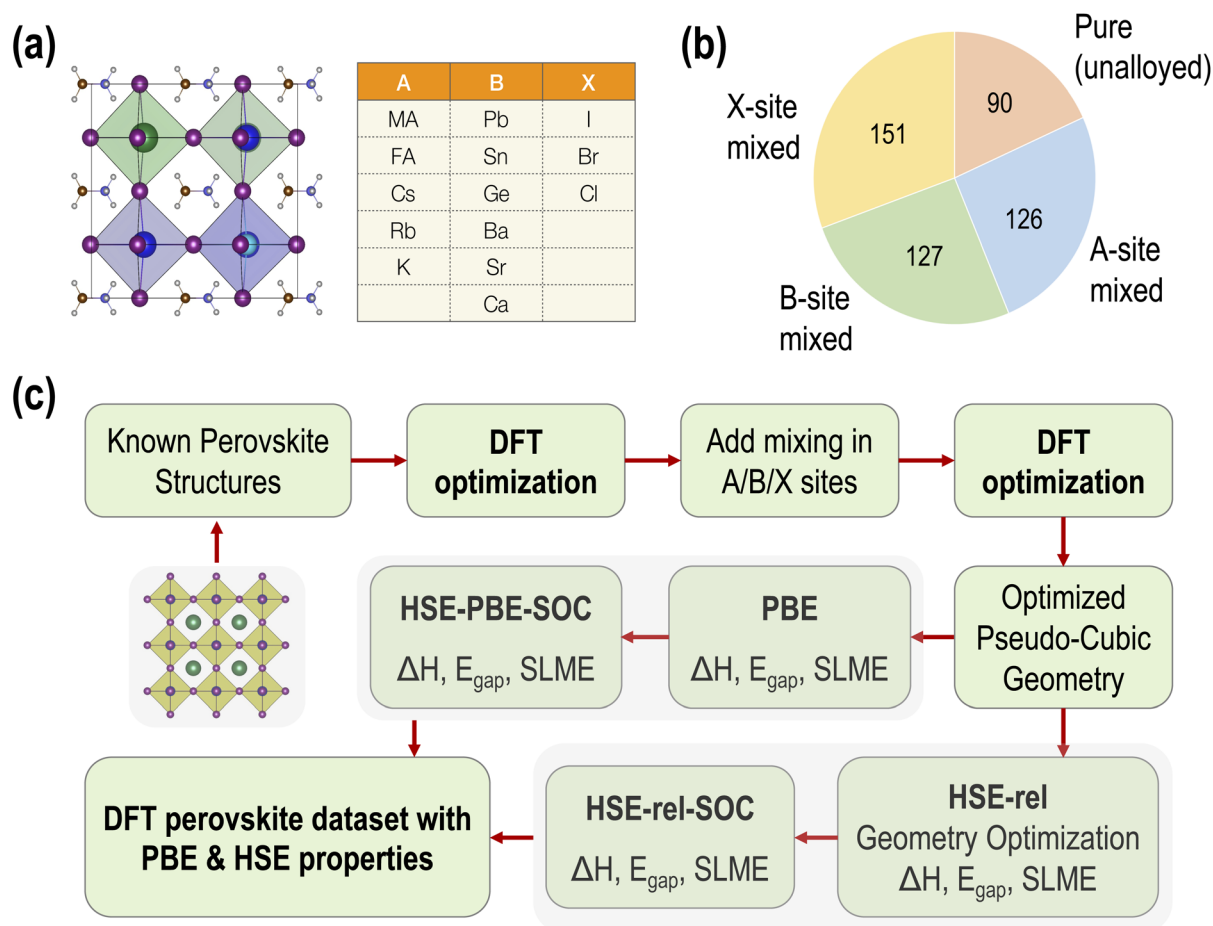 (a)
A B X
MA Pb I
FA Sn Br
Cs Ge Cl
Rb Ba
K Sr
Ca
(b)
Pure
(unalloyed)
90
X-site
mixed
151
126
A-site
mixed
127
B-site
mixed
(c)
Known Perovskite
Structures
DFT
optimization
Add mixing in
A/B/X sites
DFT
optimization
Optimized
Pseudo-Cubic
Geometry
PBE
ΔH, Egap, SLME
HSE-PBE-SOC
ΔH, Egap, SLME
HSE-rel
Geometry Optimization
ΔH, Egap, SLME
HSE-rel-SOC
ΔH, Egap, SLME
DFT perovskite dataset with
PBE & HSE properties